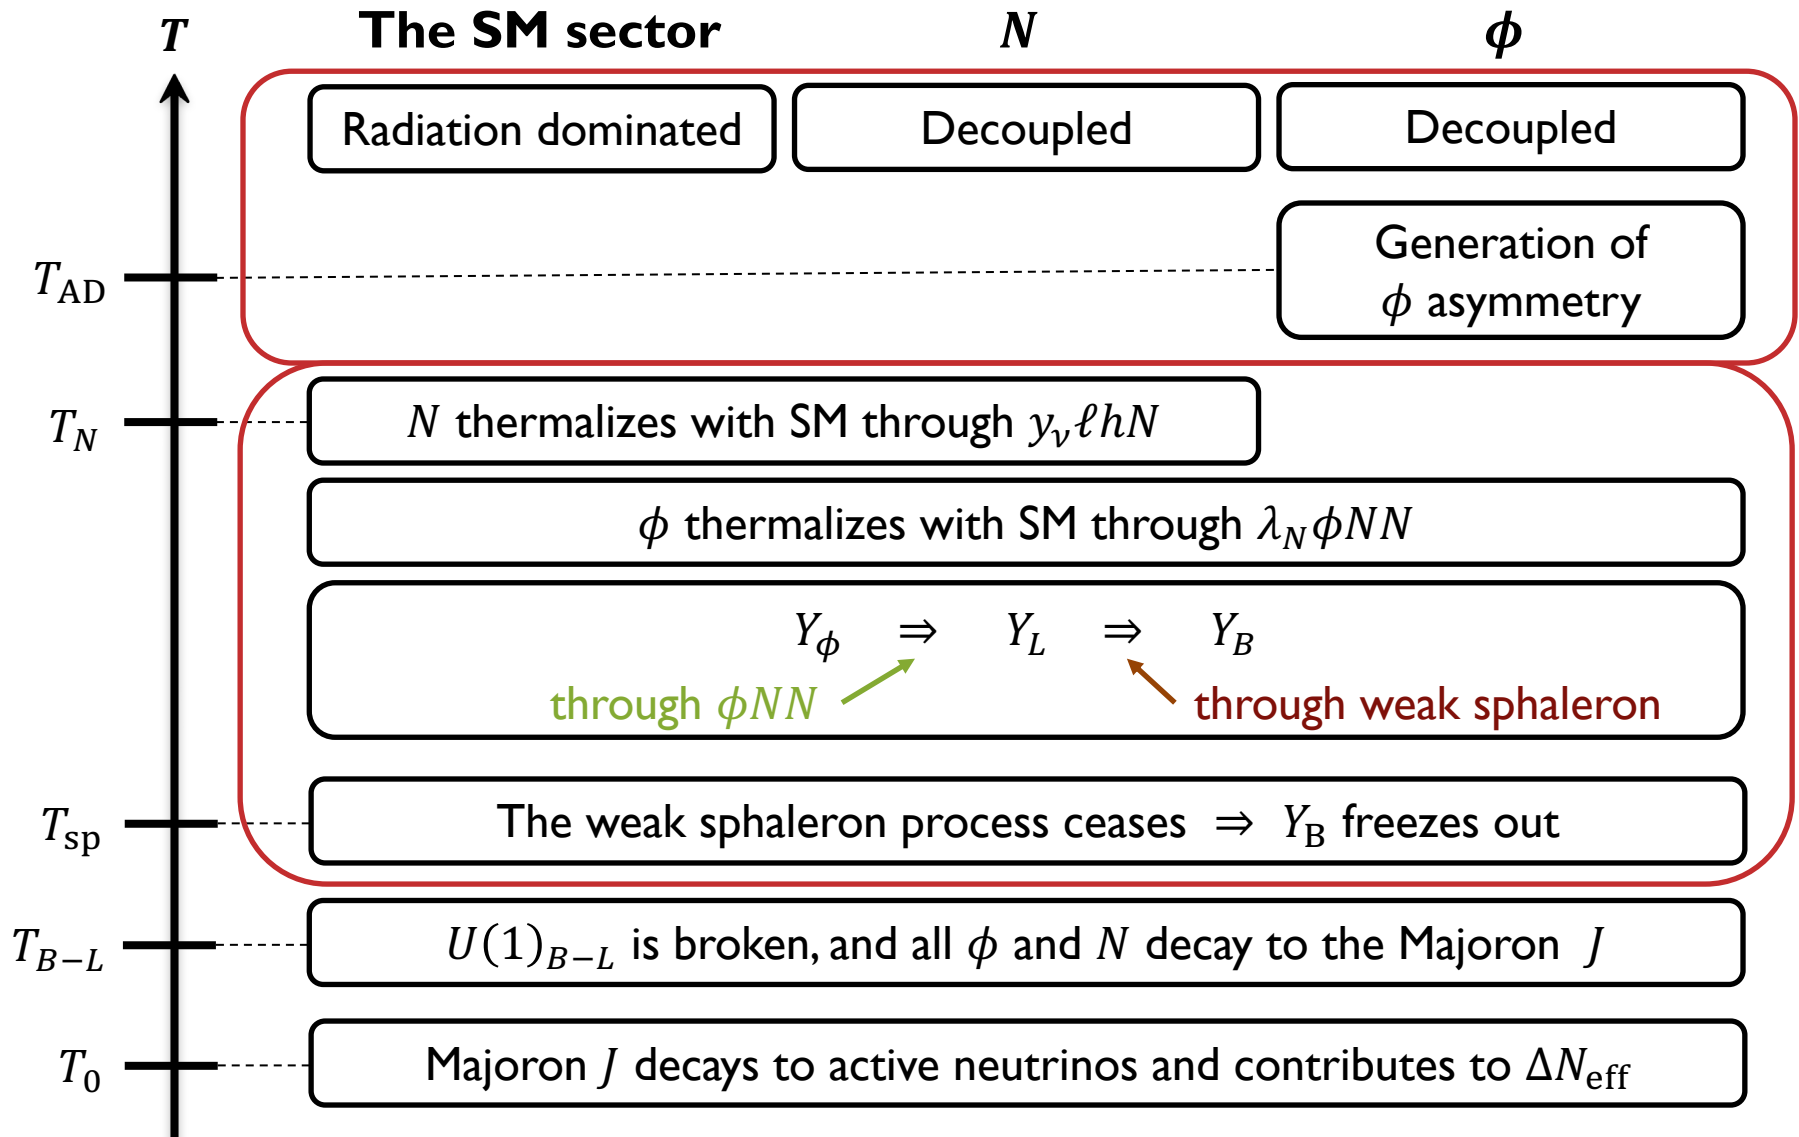 T The SM sector N ϕ
Radiation dominated Decoupled Decoupled
T_AD
Generation of
ϕ asymmetry
T_N N thermalizes with SM through y_ν ℓhN
ϕ thermalizes with SM through λ_N ϕNN
Y_ϕ ⇒ Y_L ⇒ Y_B
through ϕNN through weak sphaleron
T_sp The weak sphaleron process ceases ⇒ Y_B freezes out
T_{B−L} U(1)_{B−L} is broken, and all ϕ and N decay to the Majoron J
T_0 Majoron J decays to active neutrinos and contributes to ΔN_eff